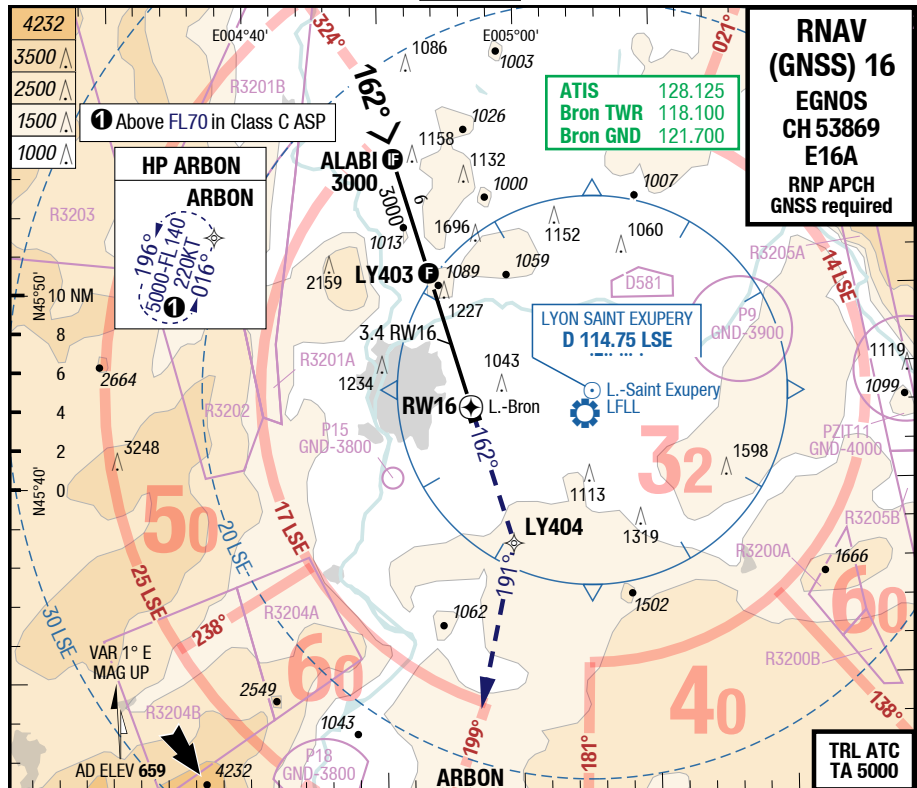 4232
3500
2500
1500
1000
E004°40'
E005°00'
324°
021°
RNAV
(GNSS) 16
EGNOS
CH 53869
E16A
RNP APCH
GNSS required
ATIS 128.125
Bron TWR 118.100
Bron GND 121.700
1 Above FL70 in Class C ASP
HP ARBON
ARBON
196°
5000-FL140
220KT
016°
1
R3201B
R3203
162°
ALABI
3000
IF
3000
6
1086
1003
1026
1158
1132
1000
1007
1696
1152
1060
1013
1059
1089
2159
LY403
F
1227
D581
R3205A
14 LSE
P9
GND-3900
N45°50'
10 NM
8
6
4
2
0
N45°40'
3.4 RW16
LYON SAINT EXUPERY
D 114.75 LSE
1119
1099
R3201A
2664
1234
1043
L.-Saint Exupery
LFLL
RW16
L.-Bron
R3202
P15
GND-3800
PZIT11
GND-4000
162°
32
1598
3248
1113
50
17 LSE
20 LSE
25 LSE
30 LSE
LY404
1319
R3205B
R3200A
1666
60
191°
1502
1062
R3204A
238°
60
R3200B
VAR 1° E
MAG UP
2549
40
138°
R3204B
1043
199°
181°
AD ELEV 659
4232
P18
GND-3800
ARBON
TRL ATC
TA 5000